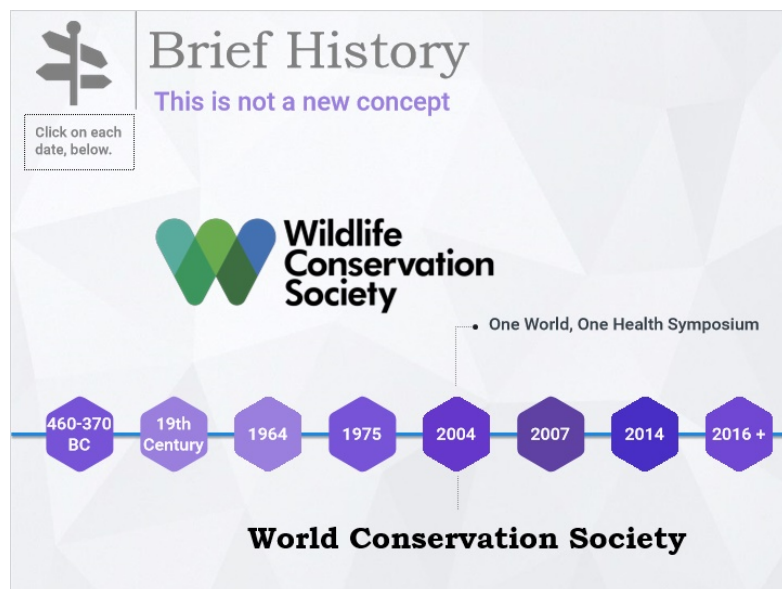 Brief History
This is not a new concept
Click on each
date, below.
Wildlife
Conservation
Society
One World, One Health Symposium
460-370
BC
19th
Century
1964
1975
2004
2007
2014
2016 +
World Conservation Society